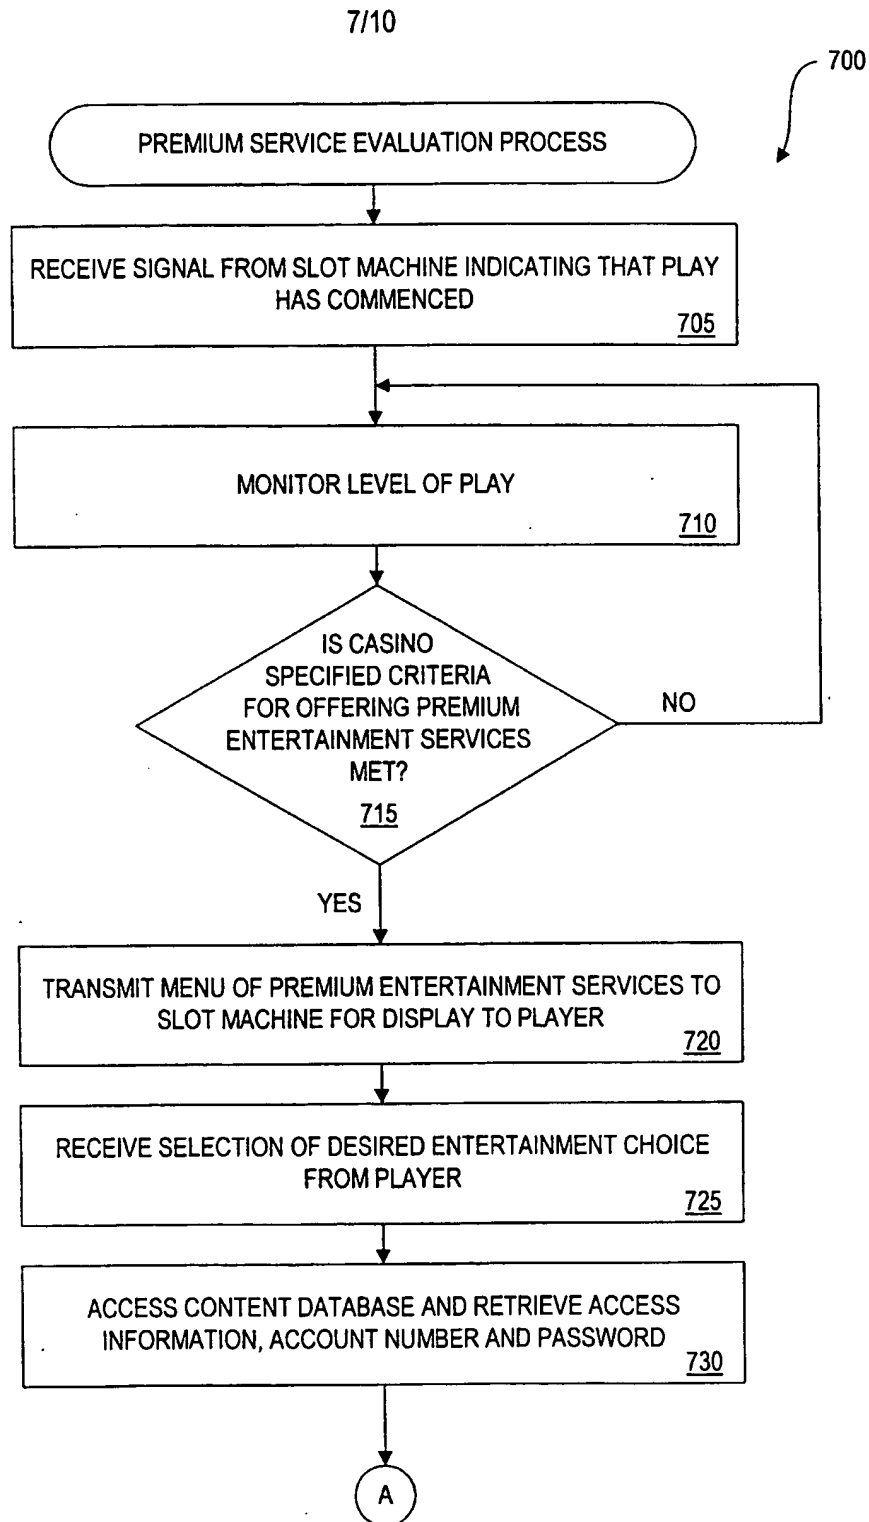 7/10
700
PREMIUM SERVICE EVALUATION PROCESS
RECEIVE SIGNAL FROM SLOT MACHINE INDICATING THAT PLAY
HAS COMMENCED
705
MONITOR LEVEL OF PLAY
710
IS CASINO
SPECIFIED CRITERIA
FOR OFFERING PREMIUM
ENTERTAINMENT SERVICES
MET?
715
NO
YES
TRANSMIT MENU OF PREMIUM ENTERTAINMENT SERVICES TO
SLOT MACHINE FOR DISPLAY TO PLAYER
720
RECEIVE SELECTION OF DESIRED ENTERTAINMENT CHOICE
FROM PLAYER
725
ACCESS CONTENT DATABASE AND RETRIEVE ACCESS
INFORMATION, ACCOUNT NUMBER AND PASSWORD
730
A